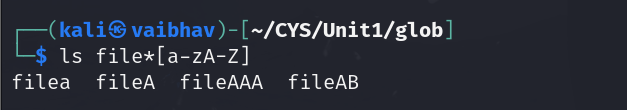 ┌──(kali㉿vaibhav)-[~/CYS/Unit1/glob]
└─$ ls file*[a-zA-Z]
filea  fileA  fileAAA  fileAB